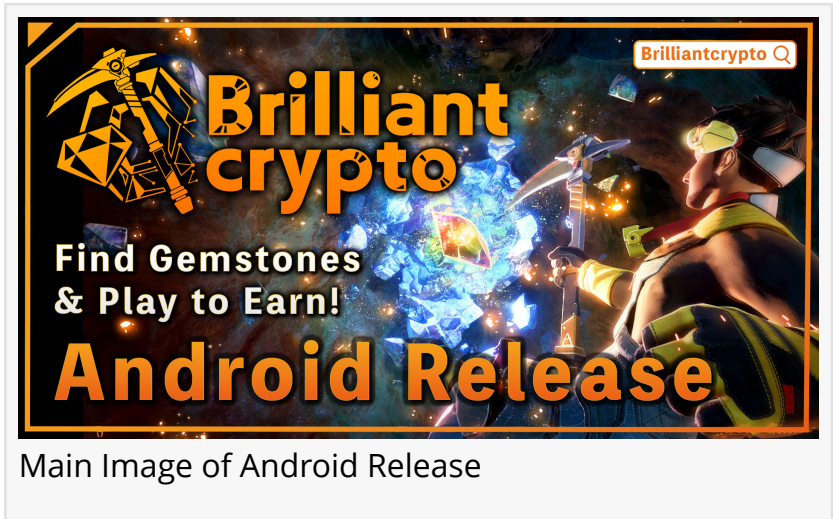 Brilliantcrypto
Brilliant
crypto
Find Gemstones
& Play to Earn!
Android Release
Main Image of Android Release